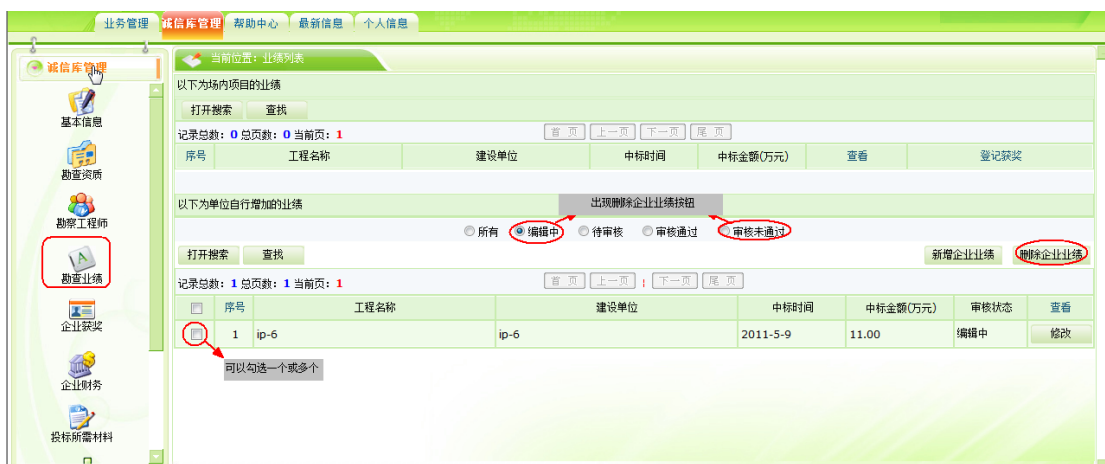 业务管理 诚信库管理 帮助中心 最新信息 个人信息
诚信库管理
当前位置：业绩列表
以下为场内项目的业绩
打开搜索 查找
记录总数：0 总页数：0 当前页：1 首 页 上一页 下一页 尾 页
序号 工程名称 建设单位 中标时间 中标金额(万元) 查看 登记获奖
以下为单位自行增加的业绩 出现删除企业业绩按钮
所有 编辑中 待审核 审核通过 审核未通过
打开搜索 查找 新增企业业绩 删除企业业绩
记录总数：1 总页数：1 当前页：1 首 页 上一页 下一页 尾 页
序号 工程名称 建设单位 中标时间 中标金额(万元) 审核状态 查看
1 ip-6 ip-6 2011-5-9 11.00 编辑中 修改
可以勾选一个或多个
基本信息
勘查资质
勘察工程师
勘查业绩
企业获奖
企业财务
投标所需材料